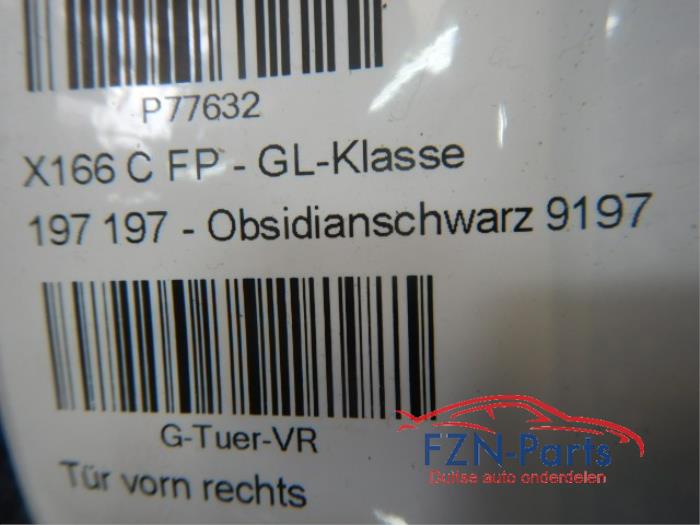 P77632
X166 C FP - GL-Klasse
197 197 - Obsidianschwarz 9197
G-Tuer-VR
Tür vorn rechts
FZN-Parts
Duitse auto onderdelen